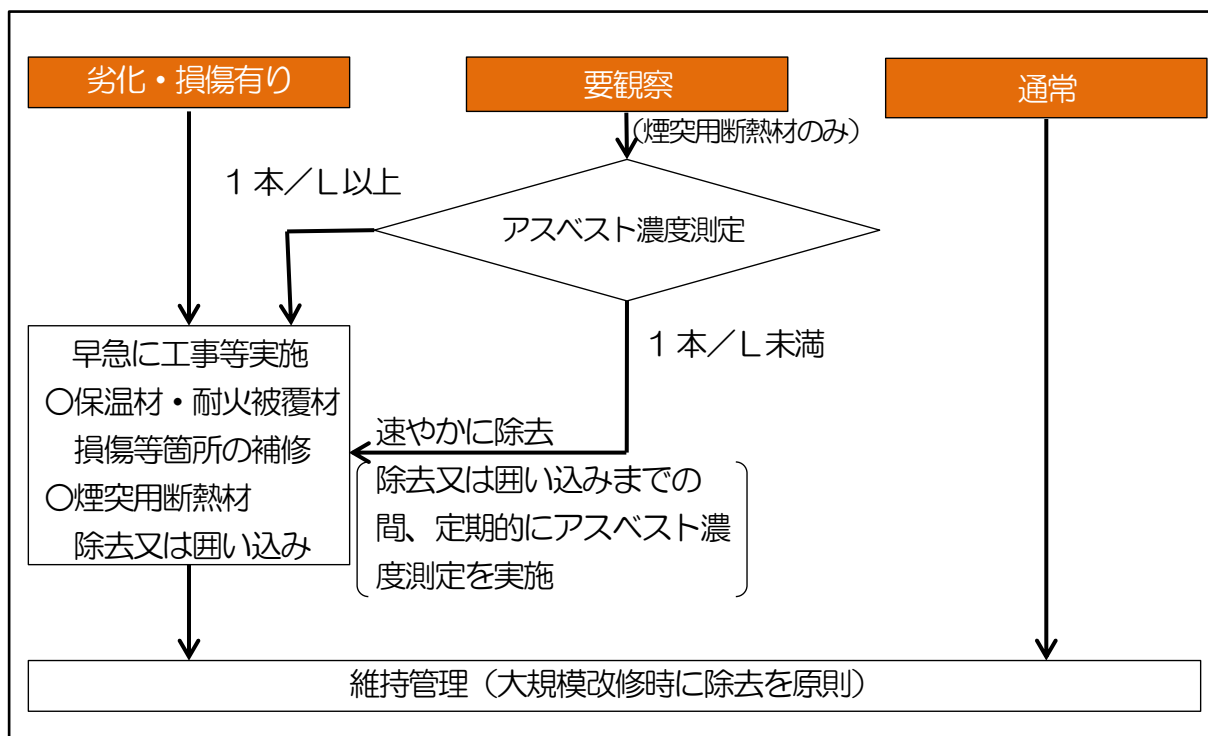 劣化・損傷有り
要観察
通常
(煙突用断熱材のみ)
1本/L以上
アスベスト濃度測定
1本/L未満
早急に工事等実施
〇保温材・耐火被覆材
損傷等箇所の補修
〇煙突用断熱材
除去又は囲い込み
速やかに除去
除去又は囲い込みまでの
間、定期的にアスベスト濃
度測定を実施
維持管理(大規模改修時に除去を原則)